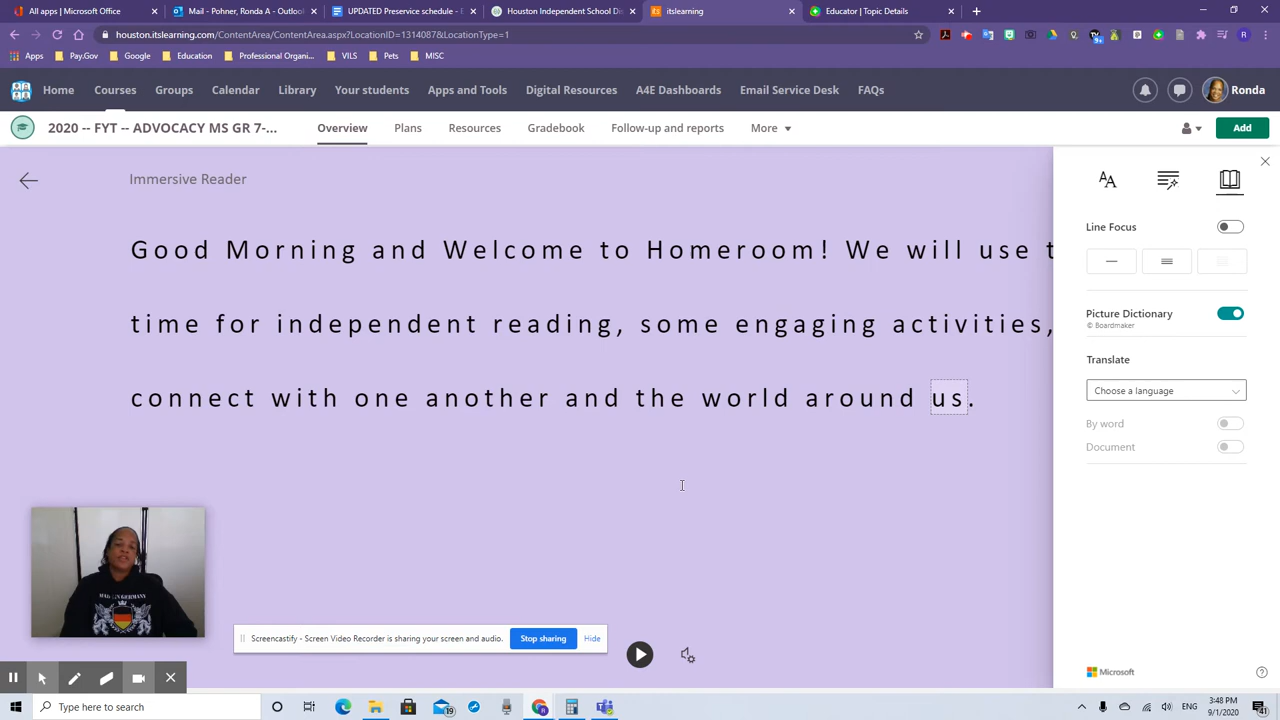 All apps | Microsoft
Mail - Pohner, Ronda R - Outlo
UPDATED Preservice schedule - E
Houston Independent School Di
itslearning
Educator | Topic Details
houston.itslearning.com/ContentArea/ContentArea.aspx?LocationID=13140878&LocationType=1
Apps Pay.Gov Google Education Professional Organi... VILS Pets MISC
Home Courses Groups Calendar Library Your students Apps and Tools Digital Resources A4E Dashboards Email Service Desk FAQs Ronda
2020 -- FYT -- ADVOCACY MS GR 7-... Overview Plans Resources Gradebook Follow-up and reports More Add
Immersive Reader
Good Morning and Welcome to Homeroom! We will use t
time for independent reading, some engaging activities,
connect with one another and the world around us.
Line Focus
Picture Dictionary
© Boardmaker
Translate
Choose a language
By word
Document
Microsoft
Screencastify - Screen Video Recorder is sharing your screen and audio. Stop sharing Hide
Type here to search
19
3:48 PM
9/1/2020